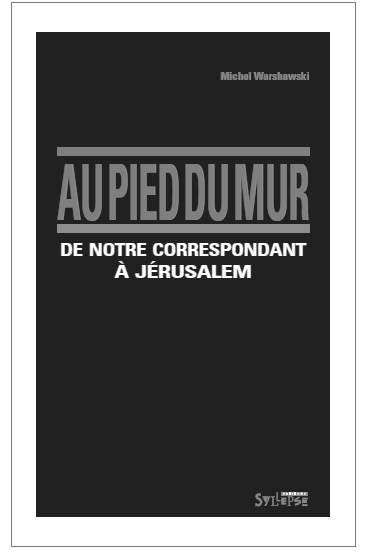 Michel Warshawski
AU PIED DU MUR
DE NOTRE CORRESPONDANT
À JÉRUSALEM
SYLLEPSE